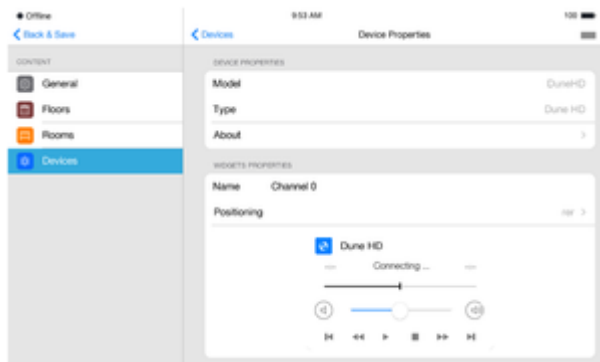 Offline
9:53 AM
100
Back & Save
Devices
Device Properties
CONTENT
General
Floors
Rooms
Devices
DEVICE PROPERTIES
Model DuneHD
Type Dune HD
About
WIDGETS PROPERTIES
Name Channel 0
Positioning
Dune HD
Connecting ...